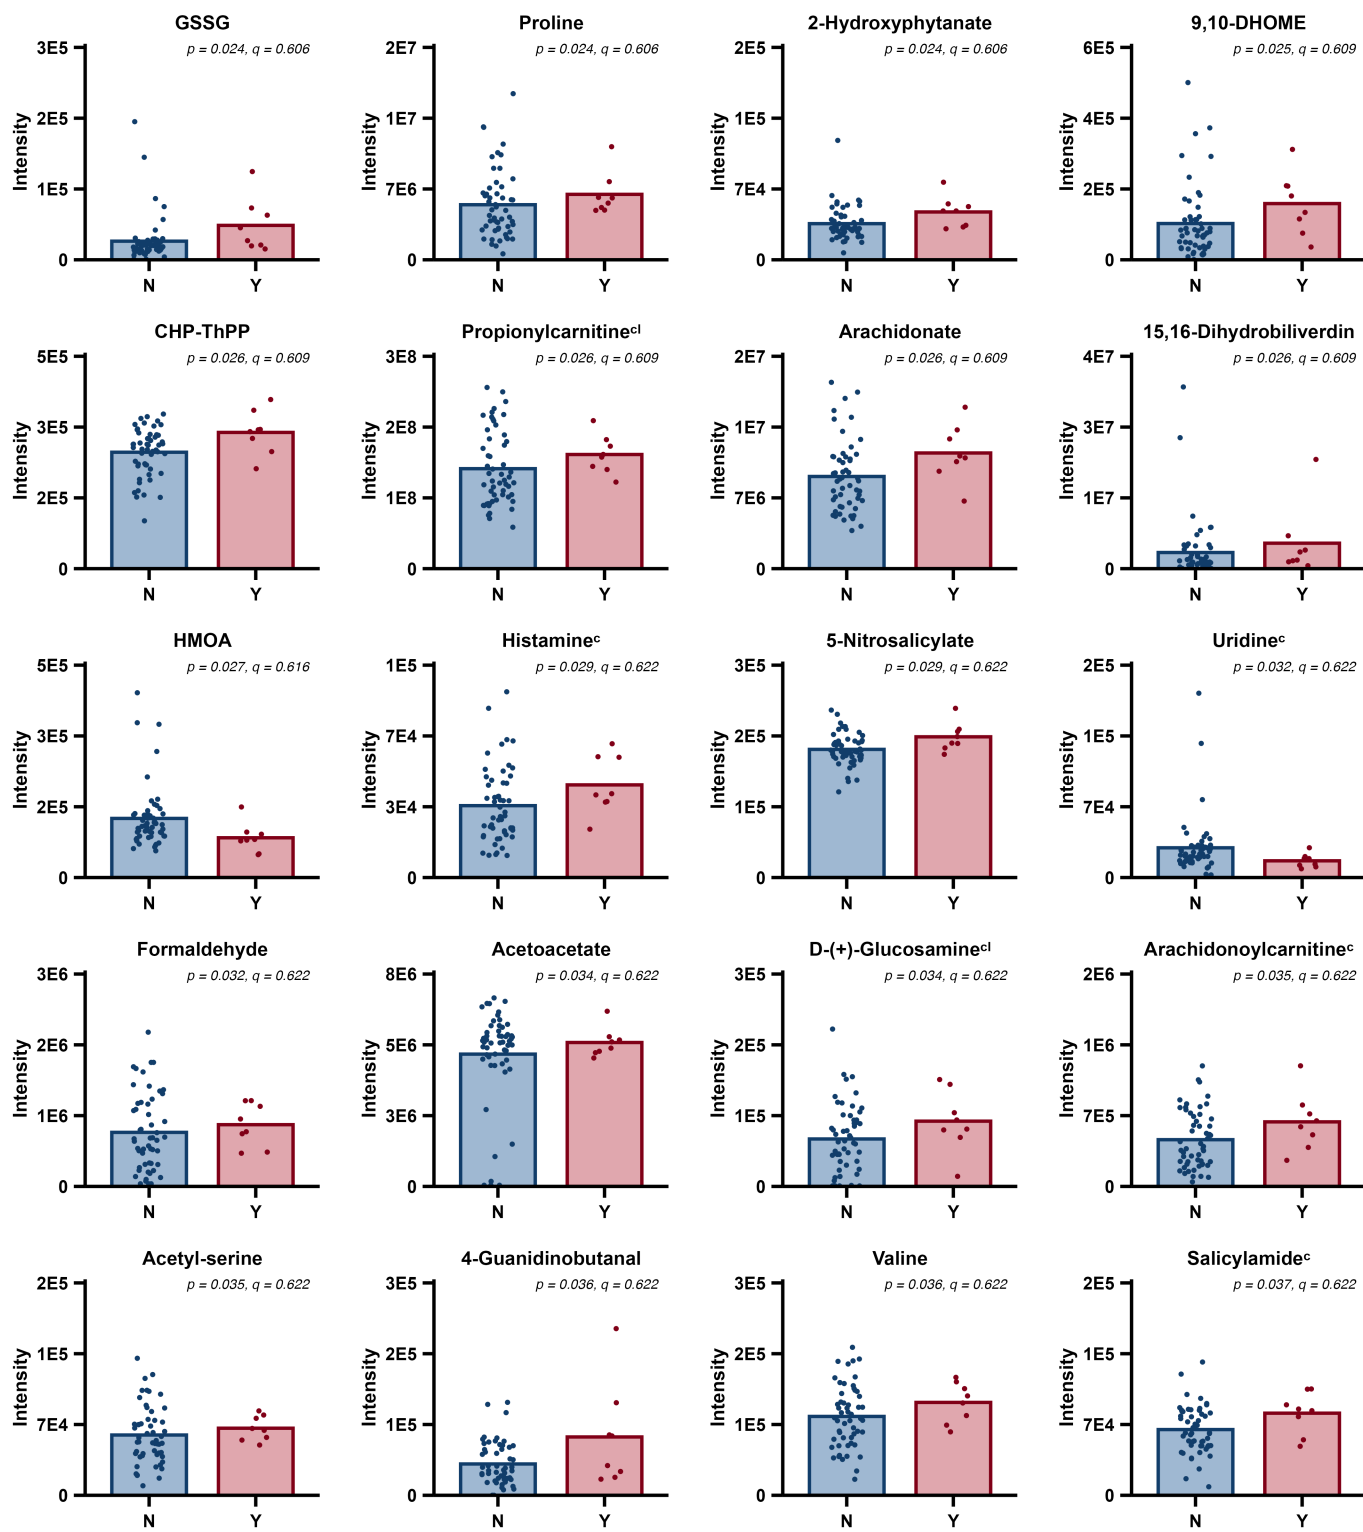 GSSG
p = 0.024, q = 0.606
Intensity
3E5
2E5
1E5
0
N Y
Proline
p = 0.024, q = 0.606
Intensity
2E7
1E7
7E6
0
N Y
2-Hydroxyphytanate
p = 0.024, q = 0.606
Intensity
2E5
1E5
7E4
0
N Y
9,10-DHOME
p = 0.025, q = 0.609
Intensity
6E5
4E5
2E5
0
N Y
CHP-ThPP
p = 0.026, q = 0.609
Intensity
5E5
3E5
2E5
0
N Y
Propionylcarnitineᶜˡ
p = 0.026, q = 0.609
Intensity
3E8
2E8
1E8
0
N Y
Arachidonate
p = 0.026, q = 0.609
Intensity
2E7
1E7
7E6
0
N Y
15,16-Dihydrobiliverdin
p = 0.026, q = 0.609
Intensity
4E7
3E7
1E7
0
N Y
HMOA
p = 0.027, q = 0.616
Intensity
5E5
3E5
2E5
0
N Y
Histamineᶜ
p = 0.029, q = 0.622
Intensity
1E5
7E4
3E4
0
N Y
5-Nitrosalicylate
p = 0.029, q = 0.622
Intensity
3E5
2E5
1E5
0
N Y
Uridineᶜ
p = 0.032, q = 0.622
Intensity
2E5
1E5
7E4
0
N Y
Formaldehyde
p = 0.032, q = 0.622
Intensity
3E6
2E6
1E6
0
N Y
Acetoacetate
p = 0.034, q = 0.622
Intensity
8E6
5E6
3E6
0
N Y
D-(+)-Glucosamineᶜˡ
p = 0.034, q = 0.622
Intensity
3E5
2E5
1E5
0
N Y
Arachidonoylcarnitineᶜ
p = 0.035, q = 0.622
Intensity
2E6
1E6
7E5
0
N Y
Acetyl-serine
p = 0.035, q = 0.622
Intensity
2E5
1E5
7E4
0
N Y
4-Guanidinobutanal
p = 0.036, q = 0.622
Intensity
3E5
2E5
1E5
0
N Y
Valine
p = 0.036, q = 0.622
Intensity
3E5
2E5
1E5
0
N Y
Salicylamideᶜ
p = 0.037, q = 0.622
Intensity
2E5
1E5
7E4
0
N Y